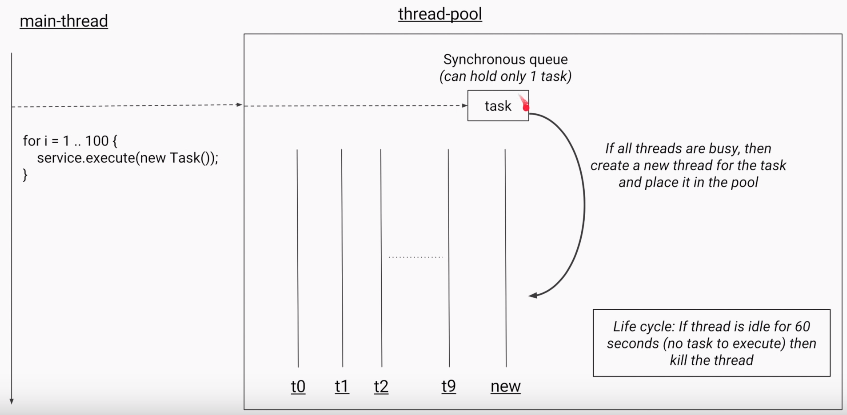 main-thread
thread-pool
Synchronous queue
(can hold only 1 task)
task
for i = 1 .. 100 {
service.execute(new Task());
}
If all threads are busy, then
create a new thread for the task
and place it in the pool
Life cycle: If thread is idle for 60
seconds (no task to execute) then
kill the thread
t0
t1
t2
t9
new